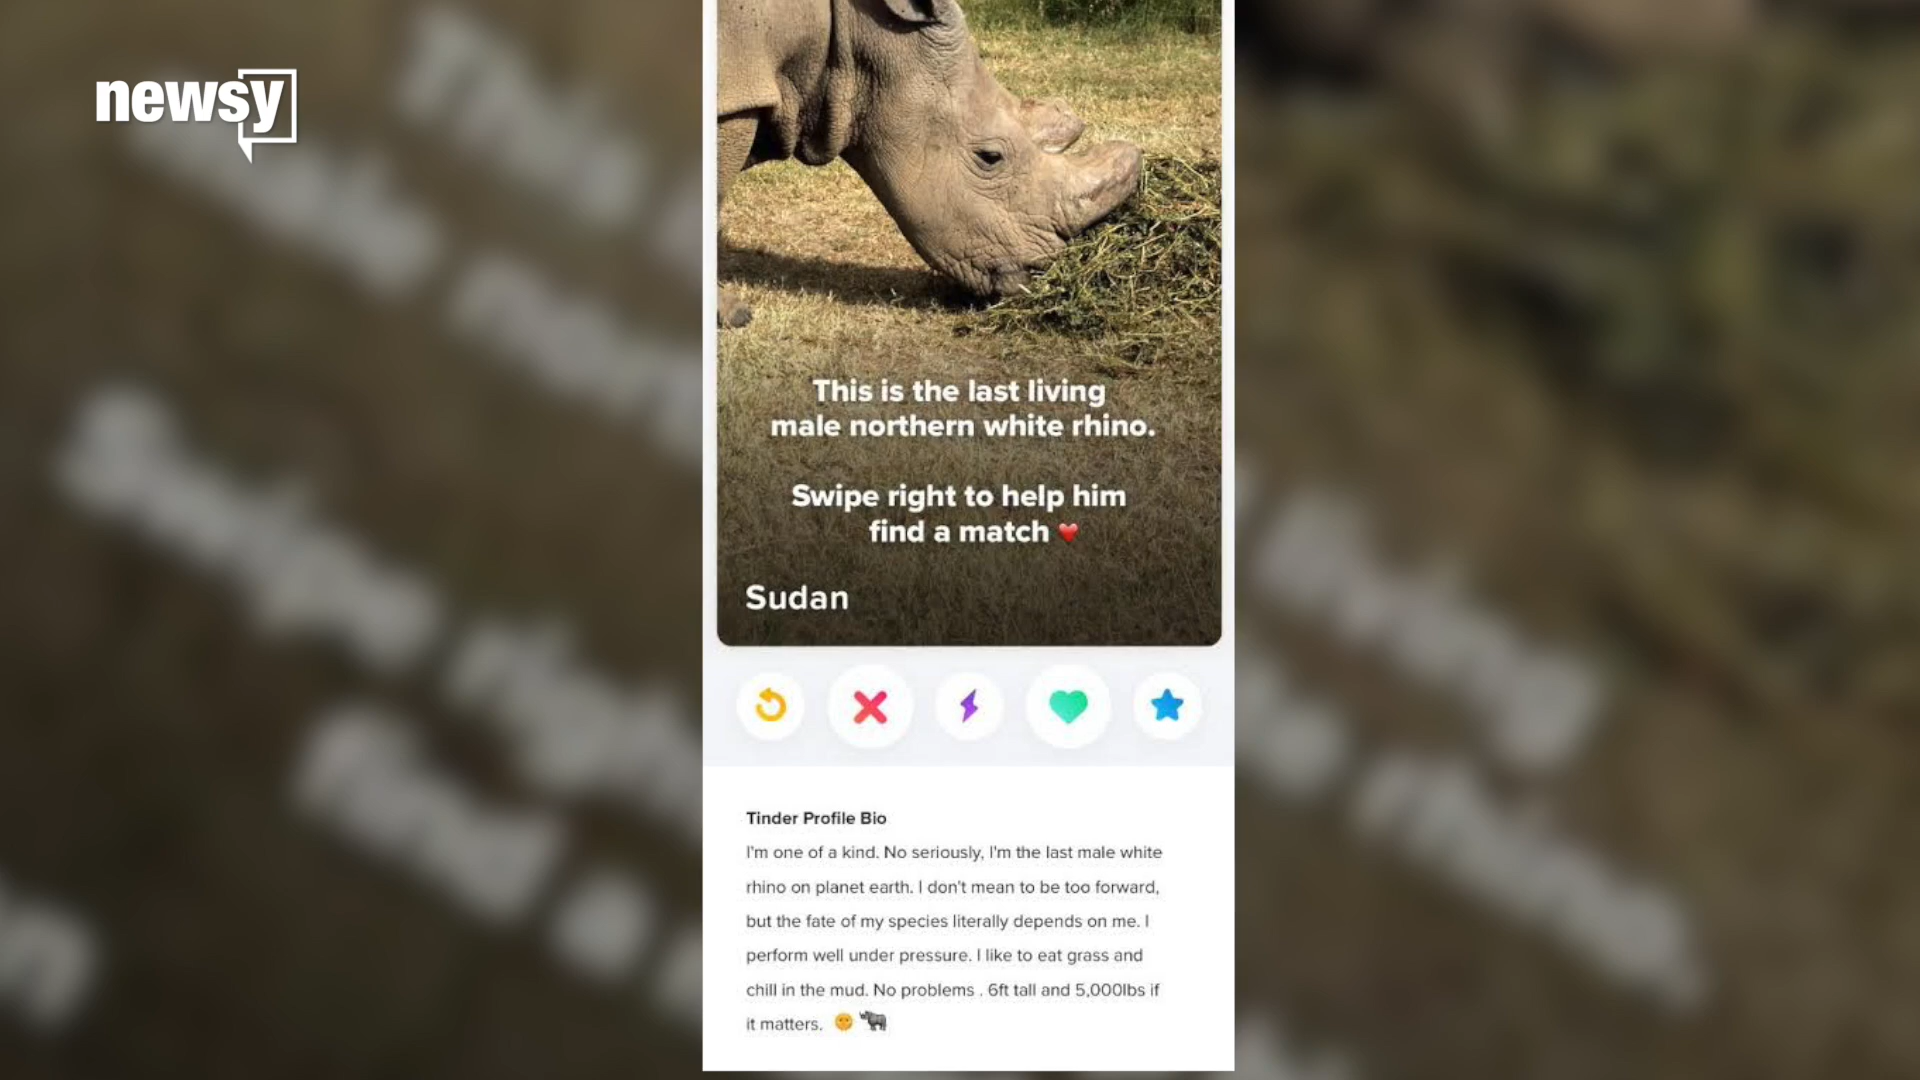 newsy
This is the last living
male northern white rhino.
Swipe right to help him
find a match ❤️
Sudan
Tinder Profile Bio
I'm one of a kind. No seriously, I'm the last male white
rhino on planet earth. I don't mean to be too forward,
but the fate of my species literally depends on me. I
perform well under pressure. I like to eat grass and
chill in the mud. No problems . 6ft tall and 5,000lbs if
it matters. 🤫 🦏